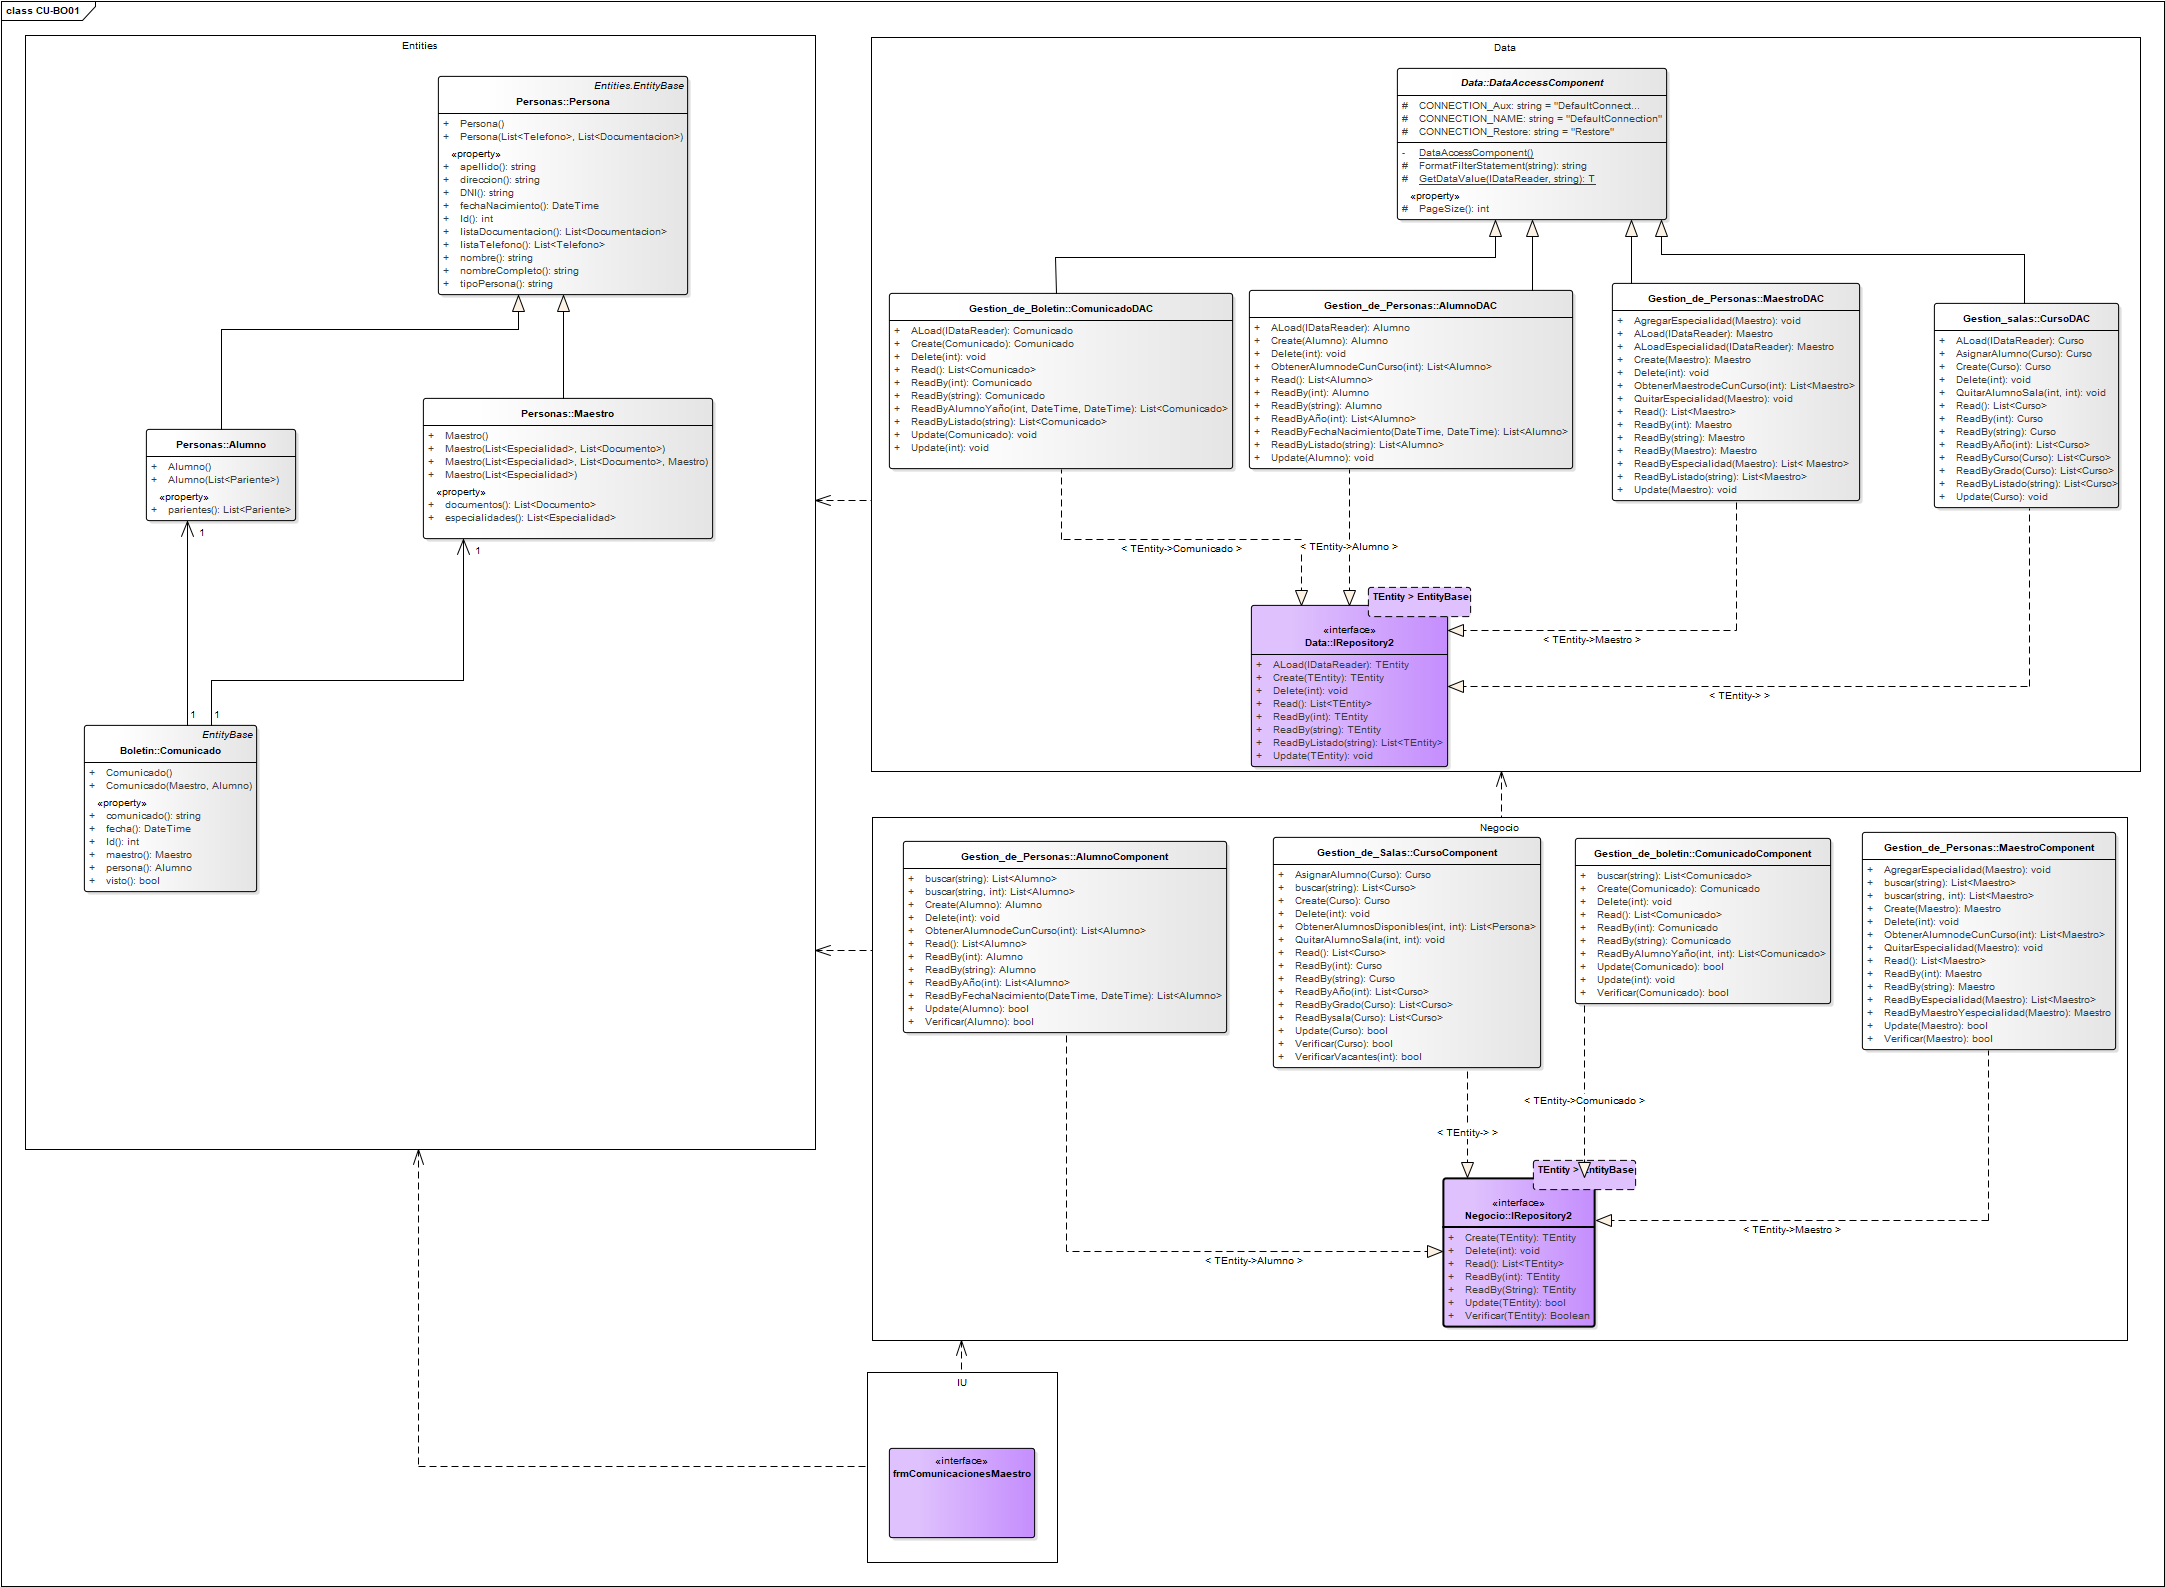 class CU-BO01
Entities
Entities.EntityBase
Personas::Persona
+ Persona()
+ Persona(List<Telefono>, List<Documentacion>)
«property»
+ apellido(): string
+ direccion(): string
+ DNI(): string
+ fechaNacimiento(): DateTime
+ Id(): int
+ listaDocumentacion(): List<Documentacion>
+ listaTelefono(): List<Telefono>
+ nombre(): string
+ nombreCompleto(): string
+ tipoPersona(): string
Personas::Alumno
+ Alumno()
+ Alumno(List<Pariente>)
«property»
+ parientes(): List<Pariente>
Personas::Maestro
+ Maestro()
+ Maestro(List<Especialidad>, List<Documento>)
+ Maestro(List<Especialidad>, List<Documento>, Maestro)
+ Maestro(List<Especialidad>)
«property»
+ documentos(): List<Documento>
+ especialidades(): List<Especialidad>
1
1
1
1
EntityBase
Boletin::Comunicado
+ Comunicado()
+ Comunicado(Maestro, Alumno)
«property»
+ comunicado(): string
+ fecha(): DateTime
+ Id(): int
+ maestro(): Maestro
+ persona(): Alumno
+ visto(): bool
Data
Data::DataAccessComponent
# CONNECTION_Aux: string = "DefaultConnect...
# CONNECTION_NAME: string = "DefaultConnection"
# CONNECTION_Restore: string = "Restore"
- DataAccessComponent()
# FormatFilterStatement(string): string
# GetDataValue(IDataReader, string): T
«property»
# PageSize(): int
Gestion_de_Boletin::ComunicadoDAC
+ ALoad(IDataReader): Comunicado
+ Create(Comunicado): Comunicado
+ Delete(int): void
+ Read(): List<Comunicado>
+ ReadBy(int): Comunicado
+ ReadBy(string): Comunicado
+ ReadByAlumnoYaño(int, DateTime, DateTime): List<Comunicado>
+ ReadByListado(string): List<Comunicado>
+ Update(Comunicado): void
+ Update(int): void
Gestion_de_Personas::AlumnoDAC
+ ALoad(IDataReader): Alumno
+ Create(Alumno): Alumno
+ Delete(int): void
+ ObtenerAlumnodeCunCurso(int): List<Alumno>
+ Read(): List<Alumno>
+ ReadBy(int): Alumno
+ ReadBy(string): Alumno
+ ReadByAño(int): List<Alumno>
+ ReadByFechaNacimiento(DateTime, DateTime): List<Alumno>
+ ReadByListado(string): List<Alumno>
+ Update(Alumno): void
Gestion_de_Personas::MaestroDAC
+ AgregarEspecialidad(Maestro): void
+ ALoad(IDataReader): Maestro
+ ALoadEspecialidad(IDataReader): Maestro
+ Create(Maestro): Maestro
+ Delete(int): void
+ ObtenerMaestrodeCunCurso(int): List<Maestro>
+ QuitarEspecialidad(Maestro): void
+ Read(): List<Maestro>
+ ReadBy(int): Maestro
+ ReadBy(string): Maestro
+ ReadBy(Maestro): Maestro
+ ReadByEspecialidad(Maestro): List< Maestro>
+ ReadByListado(string): List<Maestro>
+ Update(Maestro): void
Gestion_salas::CursoDAC
+ ALoad(IDataReader): Curso
+ AsignarAlumno(Curso): Curso
+ Create(Curso): Curso
+ Delete(int): void
+ QuitarAlumnoSala(int, int): void
+ Read(): List<Curso>
+ ReadBy(int): Curso
+ ReadBy(string): Curso
+ ReadByAño(int): List<Curso>
+ ReadByCurso(Curso): List<Curso>
+ ReadByGrado(Curso): List<Curso>
+ ReadByListado(string): List<Curso>
+ Update(Curso): void
< TEntity->Comunicado >
< TEntity->Alumno >
< TEntity->Maestro >
< TEntity-> >
TEntity > EntityBase
«interface»
Data::IRepository2
+ ALoad(IDataReader): TEntity
+ Create(TEntity): TEntity
+ Delete(int): void
+ Read(): List<TEntity>
+ ReadBy(int): TEntity
+ ReadBy(string): TEntity
+ ReadByListado(string): List<TEntity>
+ Update(TEntity): void
Negocio
Gestion_de_Personas::AlumnoComponent
+ buscar(string): List<Alumno>
+ buscar(string, int): List<Alumno>
+ Create(Alumno): Alumno
+ Delete(int): void
+ ObtenerAlumnodeCunCurso(int): List<Alumno>
+ Read(): List<Alumno>
+ ReadBy(int): Alumno
+ ReadBy(string): Alumno
+ ReadByAño(int): List<Alumno>
+ ReadByFechaNacimiento(DateTime, DateTime): List<Alumno>
+ Update(Alumno): bool
+ Verificar(Alumno): bool
Gestion_de_Salas::CursoComponent
+ AsignarAlumno(Curso): Curso
+ buscar(string): List<Curso>
+ Create(Curso): Curso
+ Delete(int): void
+ ObtenerAlumnosDisponibles(int, int): List<Persona>
+ QuitarAlumnoSala(int, int): void
+ Read(): List<Curso>
+ ReadBy(int): Curso
+ ReadBy(string): Curso
+ ReadByAño(int): List<Curso>
+ ReadByGrado(Curso): List<Curso>
+ ReadBysala(Curso): List<Curso>
+ Update(Curso): bool
+ Verificar(Curso): bool
+ VerificarVacantes(int): bool
Gestion_de_boletin::ComunicadoComponent
+ buscar(string): List<Comunicado>
+ Create(Comunicado): Comunicado
+ Delete(int): void
+ Read(): List<Comunicado>
+ ReadBy(int): Comunicado
+ ReadBy(string): Comunicado
+ ReadByAlumnoYaño(int, int): List<Comunicado>
+ Update(Comunicado): bool
+ Update(int): void
+ Verificar(Comunicado): bool
Gestion_de_Personas::MaestroComponent
+ AgregarEspecialidad(Maestro): void
+ buscar(string): List<Maestro>
+ buscar(string, int): List<Maestro>
+ Create(Maestro): Maestro
+ Delete(int): void
+ ObtenerAlumnodeCunCurso(int): List<Maestro>
+ QuitarEspecialidad(Maestro): void
+ Read(): List<Maestro>
+ ReadBy(int): Maestro
+ ReadBy(string): Maestro
+ ReadByEspecialidad(Maestro): List<Maestro>
+ ReadByMaestroYespecialidad(Maestro): Maestro
+ Update(Maestro): bool
+ Verificar(Maestro): bool
< TEntity->Comunicado >
< TEntity-> >
< TEntity->Maestro >
< TEntity->Alumno >
TEntity > EntityBase
«interface»
Negocio::IRepository2
+ Create(TEntity): TEntity
+ Delete(int): void
+ Read(): List<TEntity>
+ ReadBy(int): TEntity
+ ReadBy(String): TEntity
+ Update(TEntity): bool
+ Verificar(TEntity): Boolean
IU
«interface»
frmComunicacionesMaestro